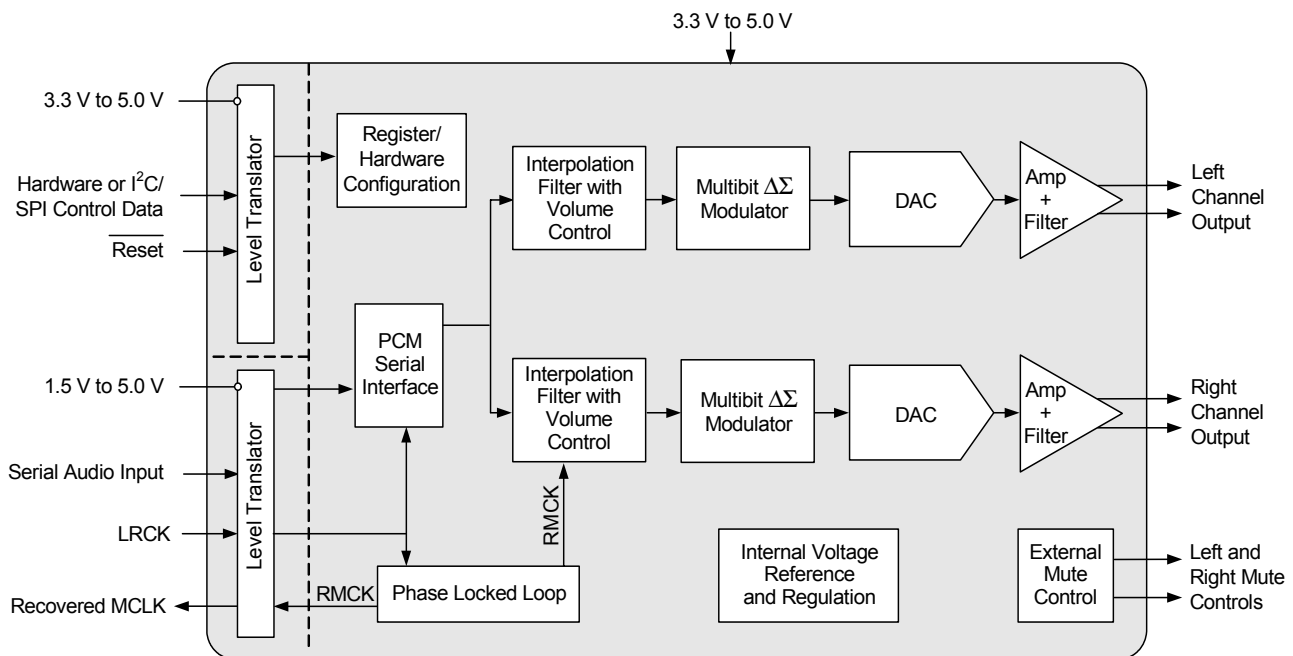 3.3 V to 5.0 V
3.3 V to 5.0 V
Hardware or I²C/
SPI Control Data
Reset
Level Translator
Register/
Hardware
Configuration
Interpolation
Filter with
Volume
Control
Multibit ΔΣ
Modulator
DAC
Amp
+
Filter
Left
Channel
Output
PCM
Serial
Interface
1.5 V to 5.0 V
Serial Audio Input
LRCK
Recovered MCLK
Level Translator
Interpolation
Filter with
Volume
Control
Multibit ΔΣ
Modulator
DAC
Amp
+
Filter
Right
Channel
Output
RMCK
RMCK
Phase Locked Loop
Internal Voltage
Reference
and Regulation
External
Mute
Control
Left and
Right Mute
Controls